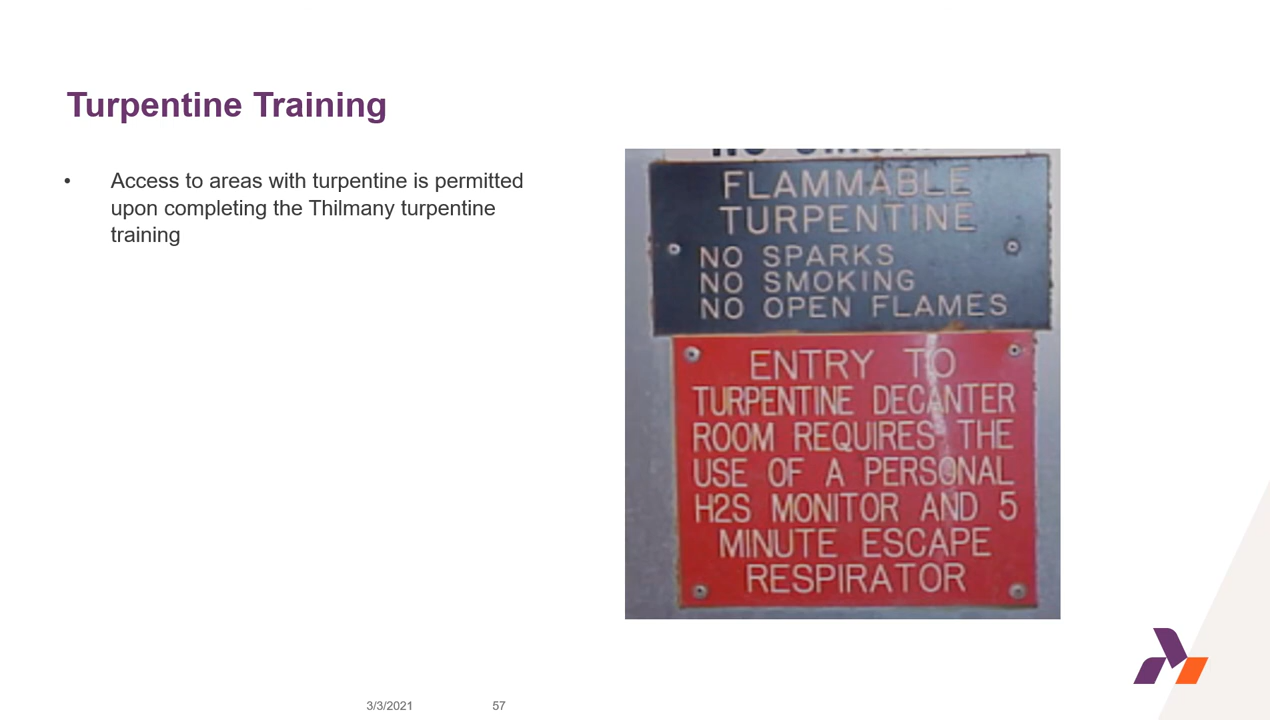 Turpentine Training
• Access to areas with turpentine is permitted
upon completing the Thilmany turpentine
training
FLAMMABLE
TURPENTINE
NO SPARKS
NO SMOKING
NO OPEN FLAMES
ENTRY TO
TURPENTINE DECANTER
ROOM REQUIRES THE
USE OF A PERSONAL
H2S MONITOR AND 5
MINUTE ESCAPE
RESPIRATOR
3/3/2021 57